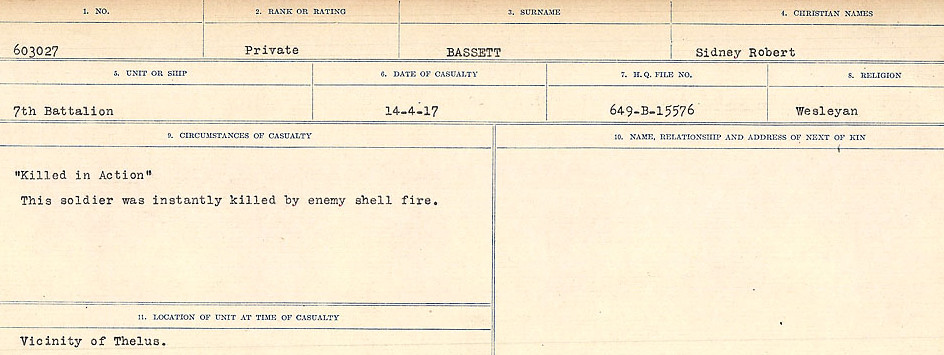 1. NO. 2. RANK OR RATING 3. SURNAME 4. CHRISTIAN NAMES
603027 Private BASSETT Sidney Robert
5. UNIT OR SHIP 6. DATE OF CASUALTY 7. H.Q. FILE NO. 8. RELIGION
7th Battalion 14-4-17 649-B-15576 Wesleyan
9. CIRCUMSTANCES OF CASUALTY 10. NAME, RELATIONSHIP AND ADDRESS OF NEXT OF KIN
"Killed in Action"
This soldier was instantly killed by enemy shell fire.
11. LOCATION OF UNIT AT TIME OF CASUALTY
Vicinity of Thelus.